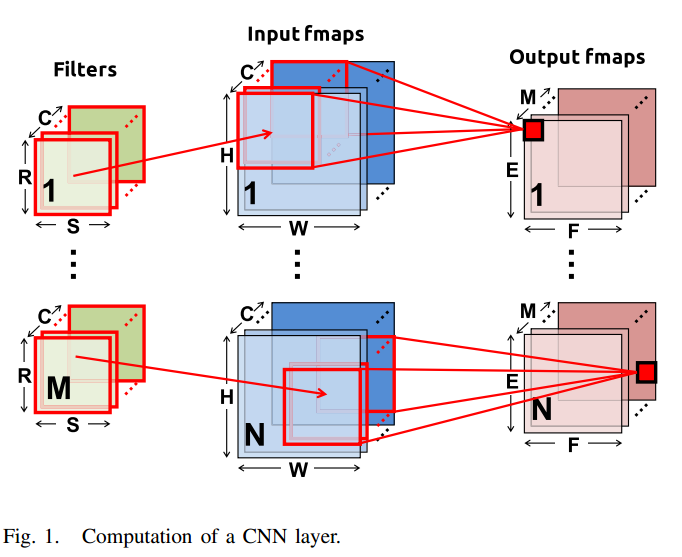 Input fmaps
Output fmaps
Filters
C
C
M
R
H
E
1
1
1
S
W
F
C
C
M
R
H
E
M
N
N
S
W
F
Fig. 1. Computation of a CNN layer.